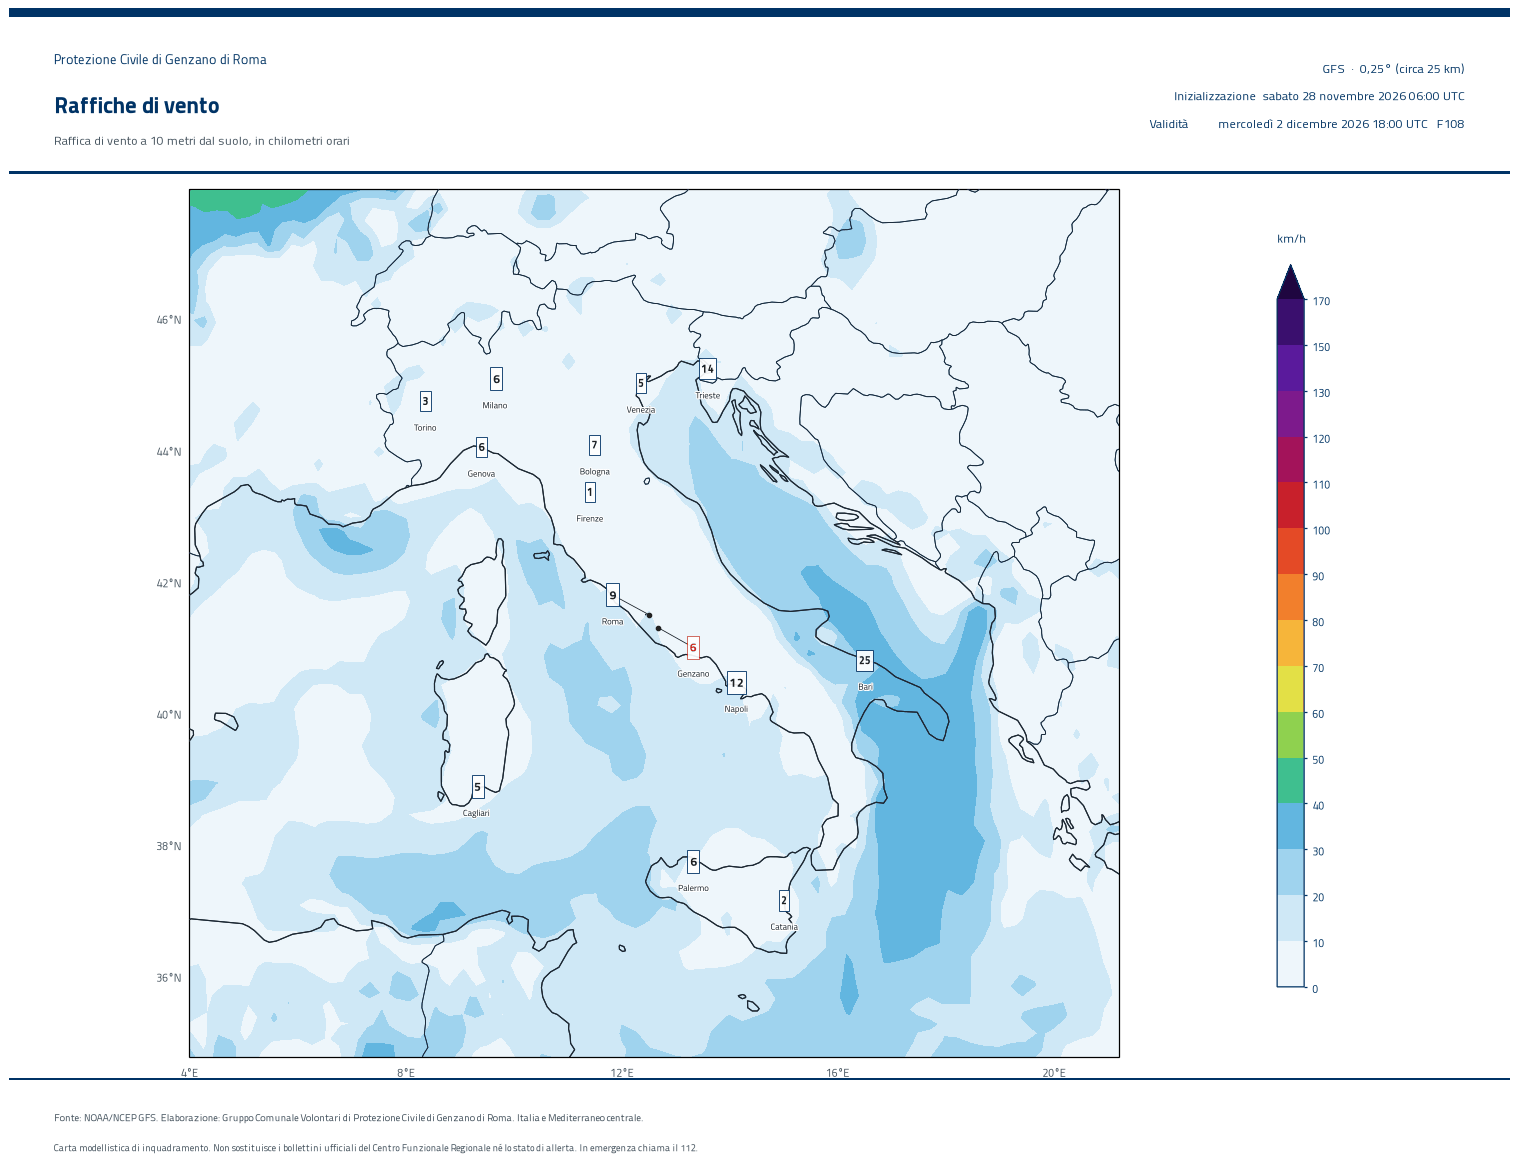 Protezione Civile di Genzano di Roma
Raffiche di vento
Raffica di vento a 10 metri dal suolo, in chilometri orari
GFS · 0,25° (circa 25 km)
Inizializzazione sabato 28 novembre 2026 06:00 UTC
Validità mercoledì 2 dicembre 2026 18:00 UTC F108
km/h
170
150
130
120
110
100
90
80
70
60
50
40
30
20
10
0
46°N
44°N
42°N
40°N
38°N
36°N
4°E
8°E
12°E
16°E
20°E
14
Trieste
5
Venezia
6
Milano
3
Torino
6
Genova
7
Bologna
1
Firenze
9
Roma
6
Genzano
12
Napoli
25
Bari
5
Cagliari
6
Palermo
2
Catania
Fonte: NOAA/NCEP GFS. Elaborazione: Gruppo Comunale Volontari di Protezione Civile di Genzano di Roma. Italia e Mediterraneo centrale.
Carta modellistica di inquadramento. Non sostituisce i bollettini ufficiali del Centro Funzionale Regionale né lo stato di allerta. In emergenza chiama il 112.